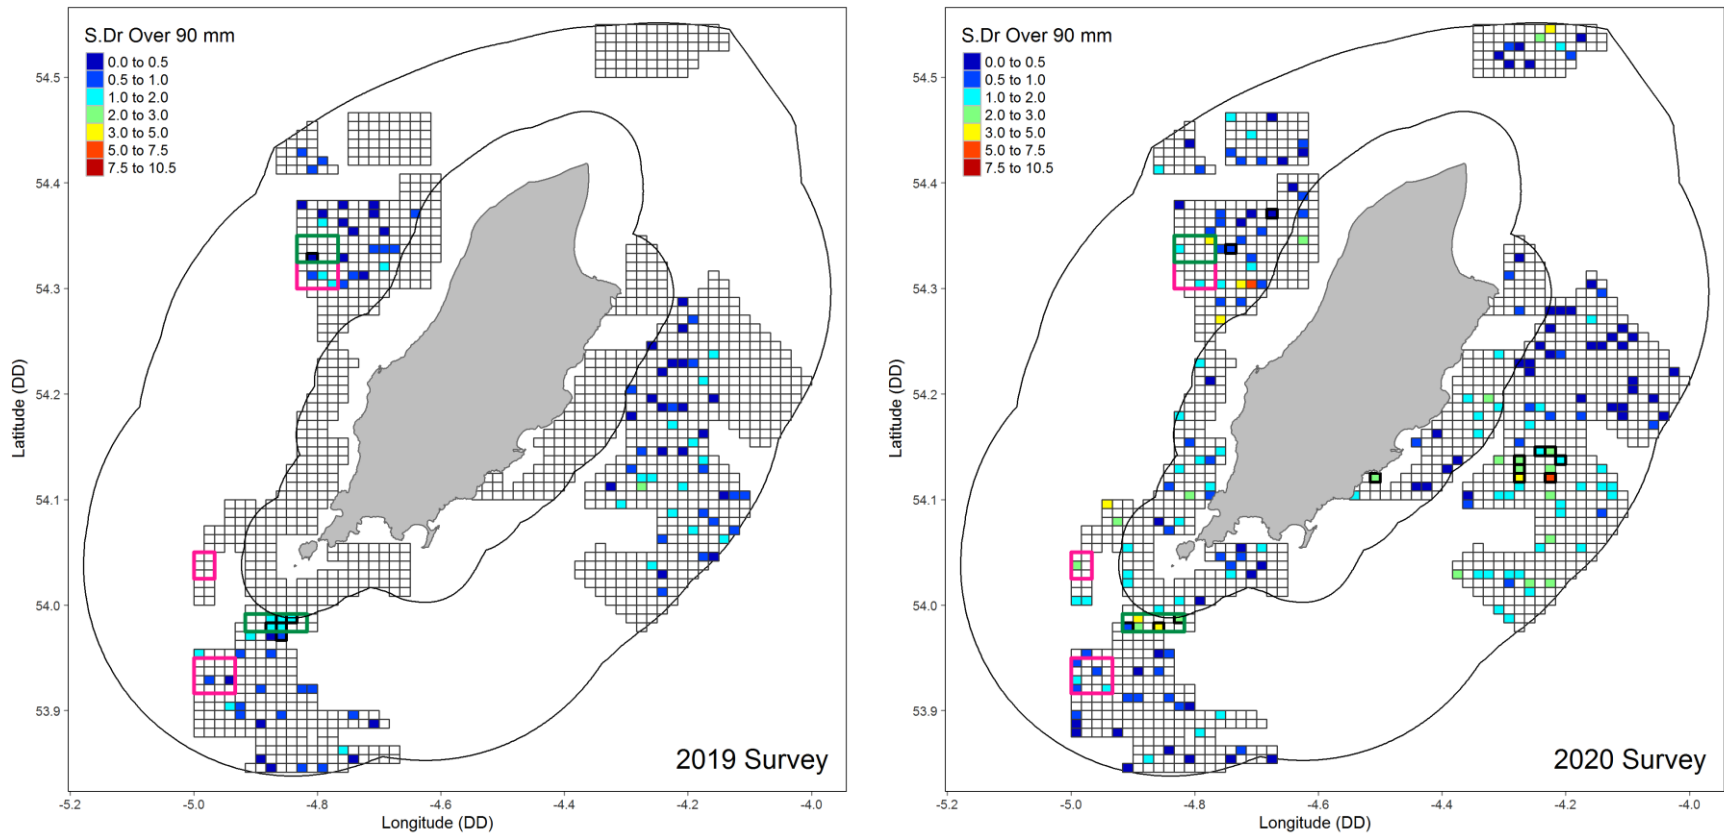 S.Dr Over 90 mm
0.0 to 0.5
0.5 to 1.0
1.0 to 2.0
2.0 to 3.0
3.0 to 5.0
5.0 to 7.5
7.5 to 10.5
54.5
54.4
54.3
54.2
54.1
54.0
53.9
Latitude (DD)
2019 Survey
-5.2
-5.0
-4.8
-4.6
-4.4
-4.2
-4.0
Longitude (DD)
S.Dr Over 90 mm
0.0 to 0.5
0.5 to 1.0
1.0 to 2.0
2.0 to 3.0
3.0 to 5.0
5.0 to 7.5
7.5 to 10.5
54.5
54.4
54.3
54.2
54.1
54.0
53.9
Latitude (DD)
2020 Survey
-5.2
-5.0
-4.8
-4.6
-4.4
-4.2
-4.0
Longitude (DD)